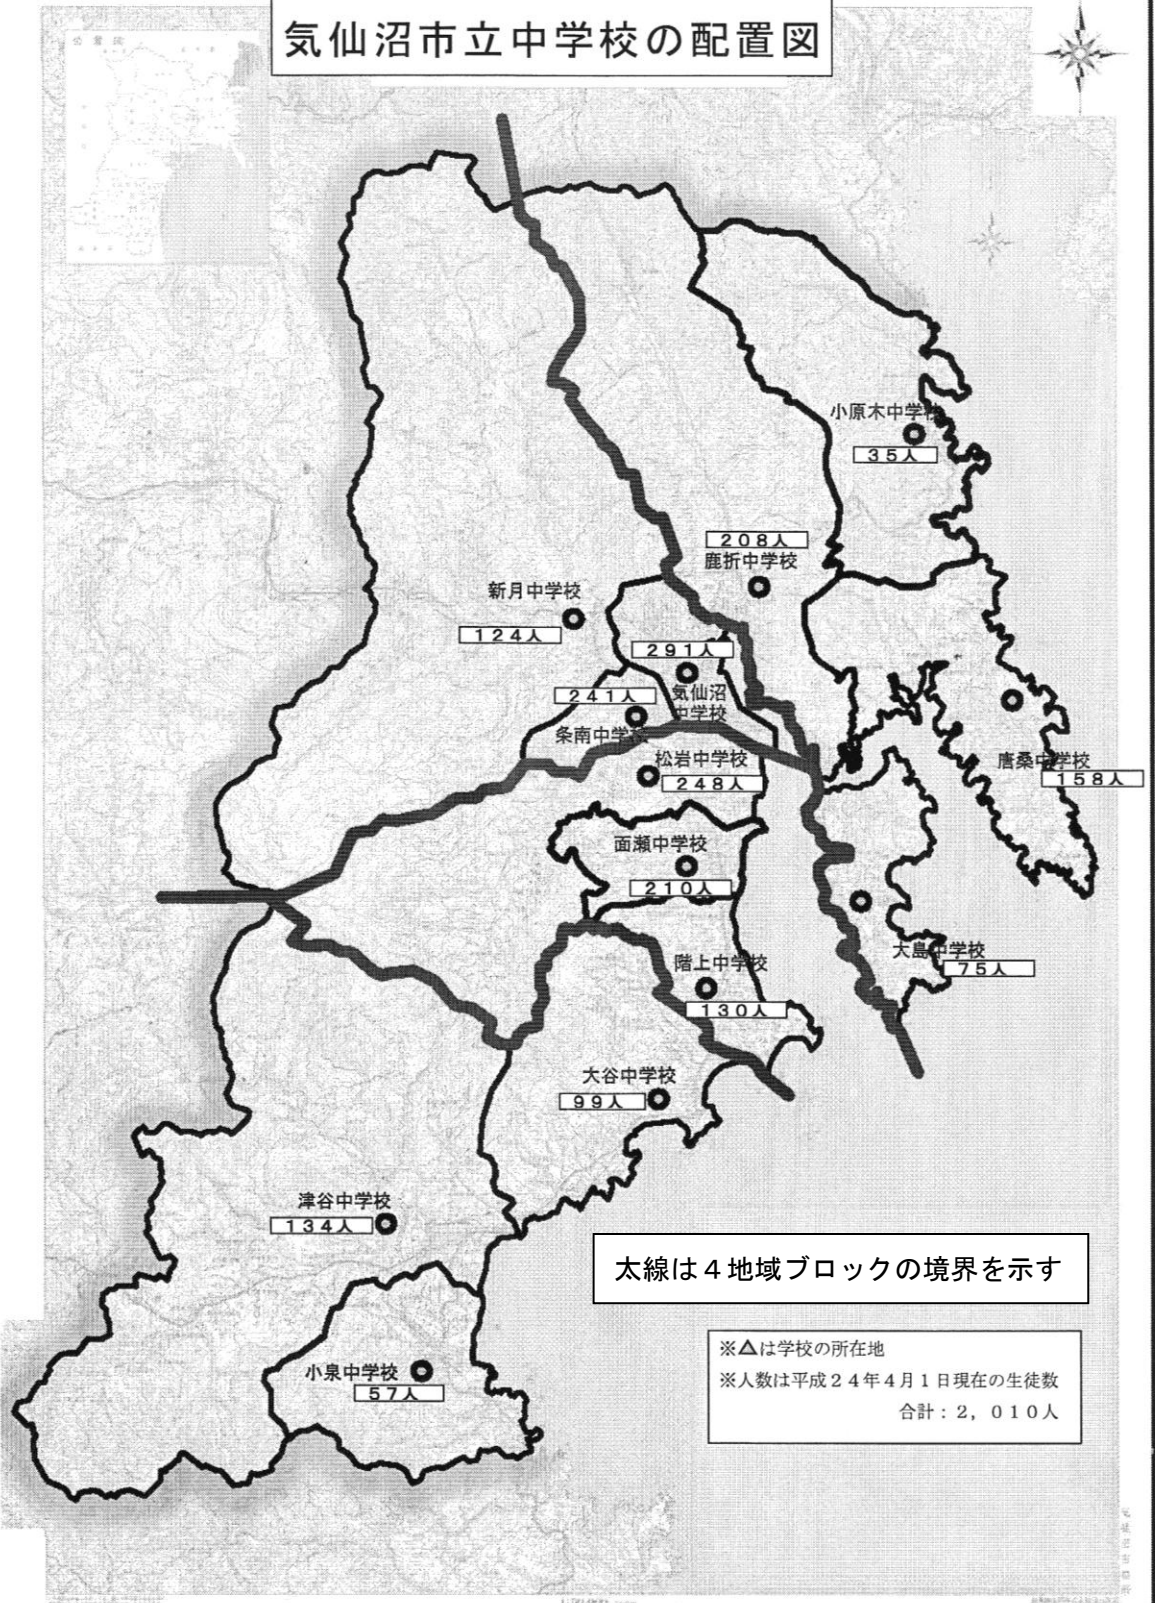 気仙沼市立中学校の配置図
小原木中学校
35人
208人
鹿折中学校
新月中学校
124人
291人
気仙沼
中学校
241人
条南中学校
松岩中学校
248人
唐桑中学校
158人
面瀬中学校
210人
大島中学校
75人
階上中学校
130人
大谷中学校
99人
津谷中学校
134人
太線は４地域ブロックの境界を示す
※△は学校の所在地
※人数は平成２４年４月１日現在の生徒数
合計：２，０１０人
小泉中学校
57人